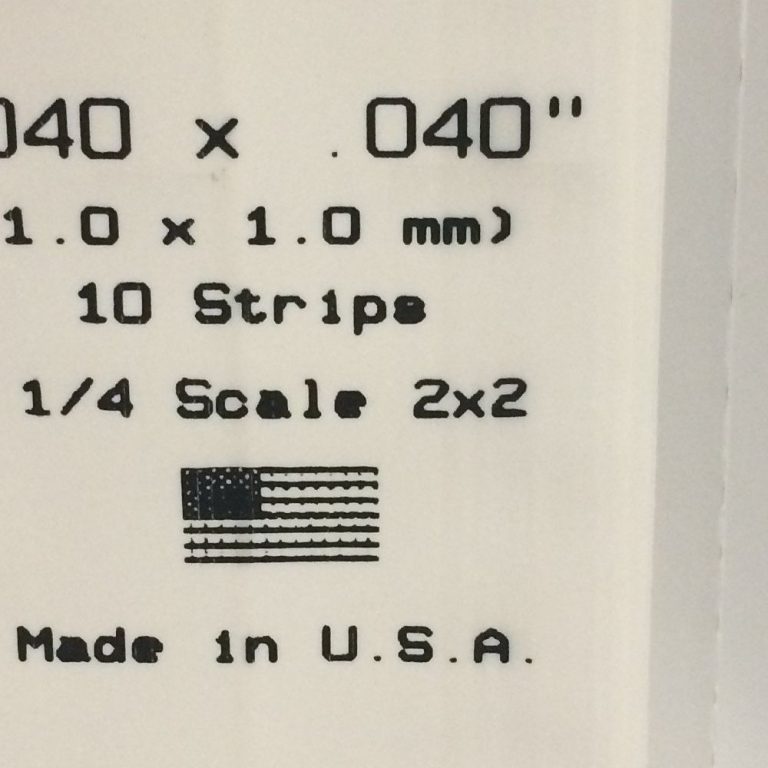 040 x .040"
1.0 x 1.0 mm)
10 Strips
1/4 Scale 2x2
Made in U.S.A.